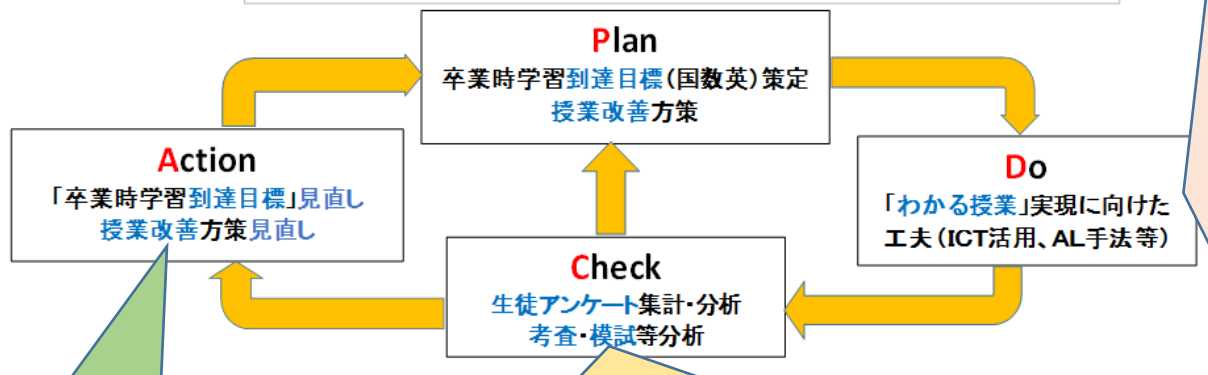 Plan
卒業時学習到達目標(国数英)策定
授業改善方策
Action
「卒業時学習到達目標」見直し
授業改善方策見直し
Do
「わかる授業」実現に向けた
工夫(ICT活用、AL手法等)
Check
生徒アンケート集計・分析
考査・模試等分析